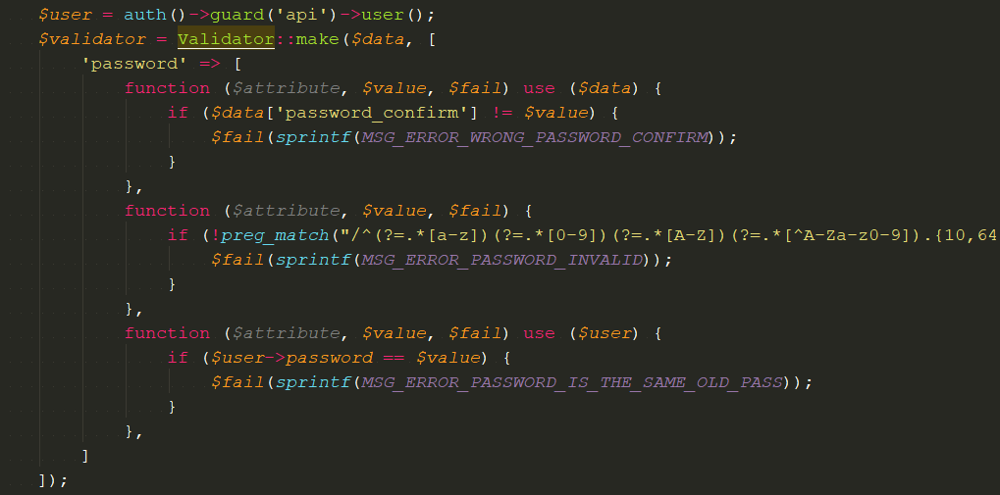 $user = auth()->guard('api')->user();
$validator = Validator::make($data, [
'password' => [
function ($attribute, $value, $fail) use ($data) {
if ($data['password_confirm'] != $value) {
$fail(sprintf(MSG_ERROR_WRONG_PASSWORD_CONFIRM));
}
},
function ($attribute, $value, $fail) {
if (!preg_match("/^(?=.*[a-z])(?=.*[0-9])(?=.*[A-Z])(?=.*[^A-Za-z0-9]).{10,64
$fail(sprintf(MSG_ERROR_PASSWORD_INVALID));
}
},
function ($attribute, $value, $fail) use ($user) {
if ($user->password == $value) {
$fail(sprintf(MSG_ERROR_PASSWORD_IS_THE_SAME_OLD_PASS));
}
},
]
]);